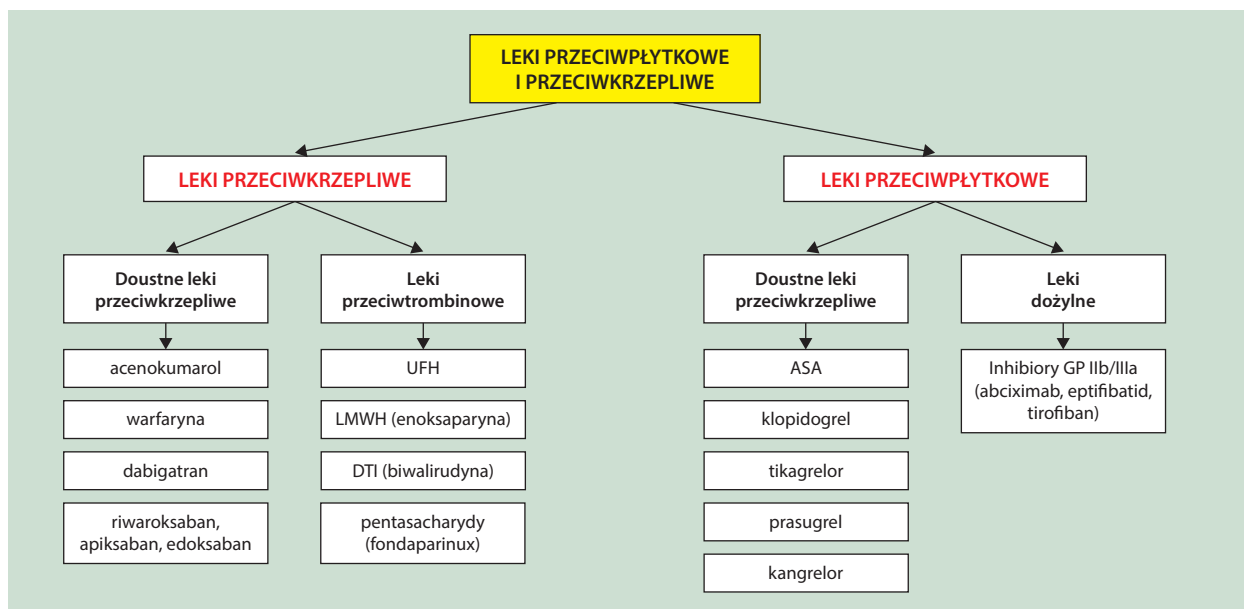 LEKI PRZECIWPŁYTKOWE
I PRZECIWKRZEPLIWE
LEKI PRZECIWKRZEPLIWE
LEKI PRZECIWPŁYTKOWE
Doustne leki
przeciwkrzepliwe
Leki
przeciwtrombinowe
Doustne leki
przeciwkrzepliwe
Leki
dożylne
acenokumarol
warfaryna
dabigatran
riwaroksaban,
apiksaban, edoksaban
UFH
LMWH (enoksaparyna)
DTI (biwalirudyna)
pentasacharydy
(fondaparinux)
ASA
klopidogrel
tikagrelor
prasugrel
kangrelor
Inhibiory GP IIb/IIIa
(abciximab, eptifibatid,
tirofiban)